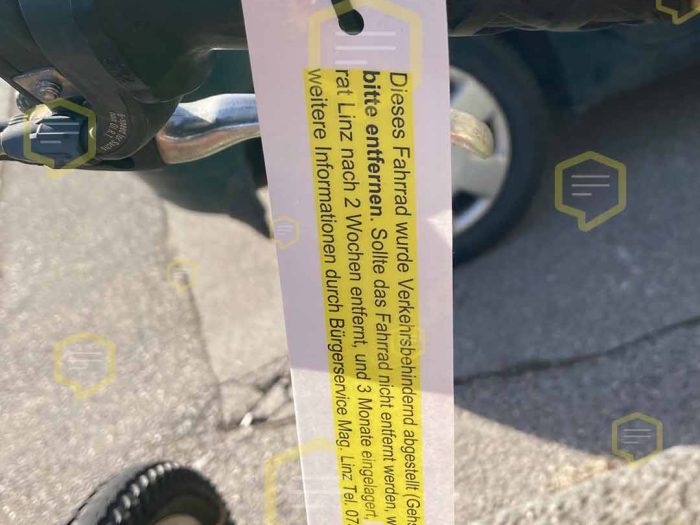 Dieses Fahrrad wurde Verkehrsbehindernd abgestellt (Geh
bitte entfernen. Sollte das Fahrrad nicht entfernt werden, w
rat Linz nach 2 Wochen entfernt, und 3 Monate eingelagert,
weitere Informationen durch Bürgerservice Mag. Linz Tel. 07